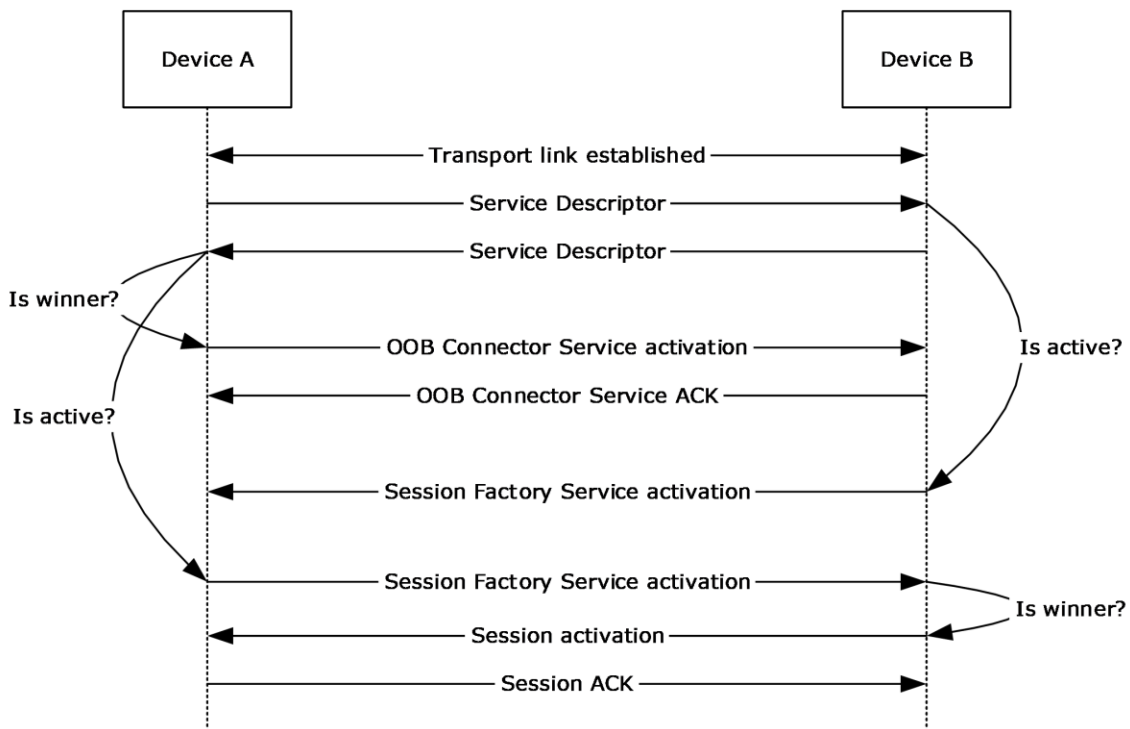 Device A
Device B
Transport link established
Service Descriptor
Service Descriptor
Is winner?
OOB Connector Service activation
Is active?
OOB Connector Service ACK
Is active?
Session Factory Service activation
Session Factory Service activation
Is winner?
Session activation
Session ACK